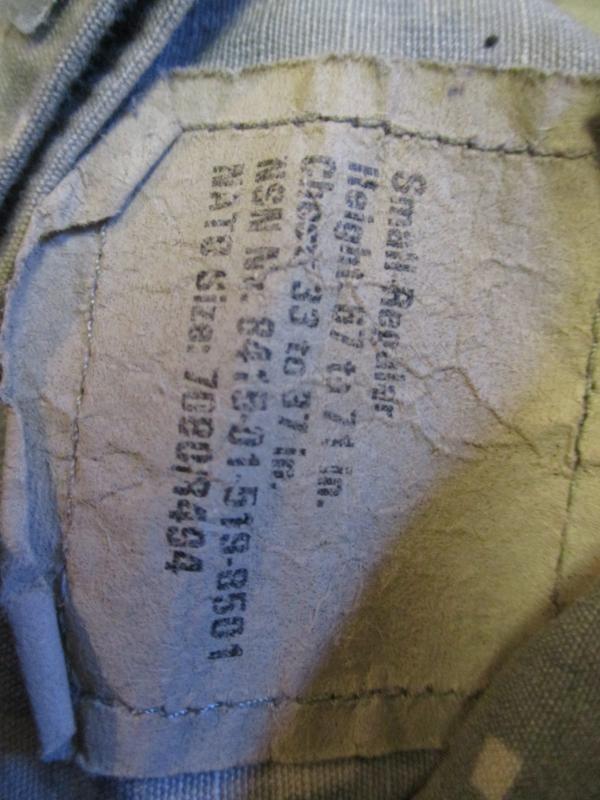 Small-Regular
Height: 67 to 71 in.
Chest: 33 to 37 in.
NSN Nr. 8415-01-519-8501
NATO Size: 7080/8494